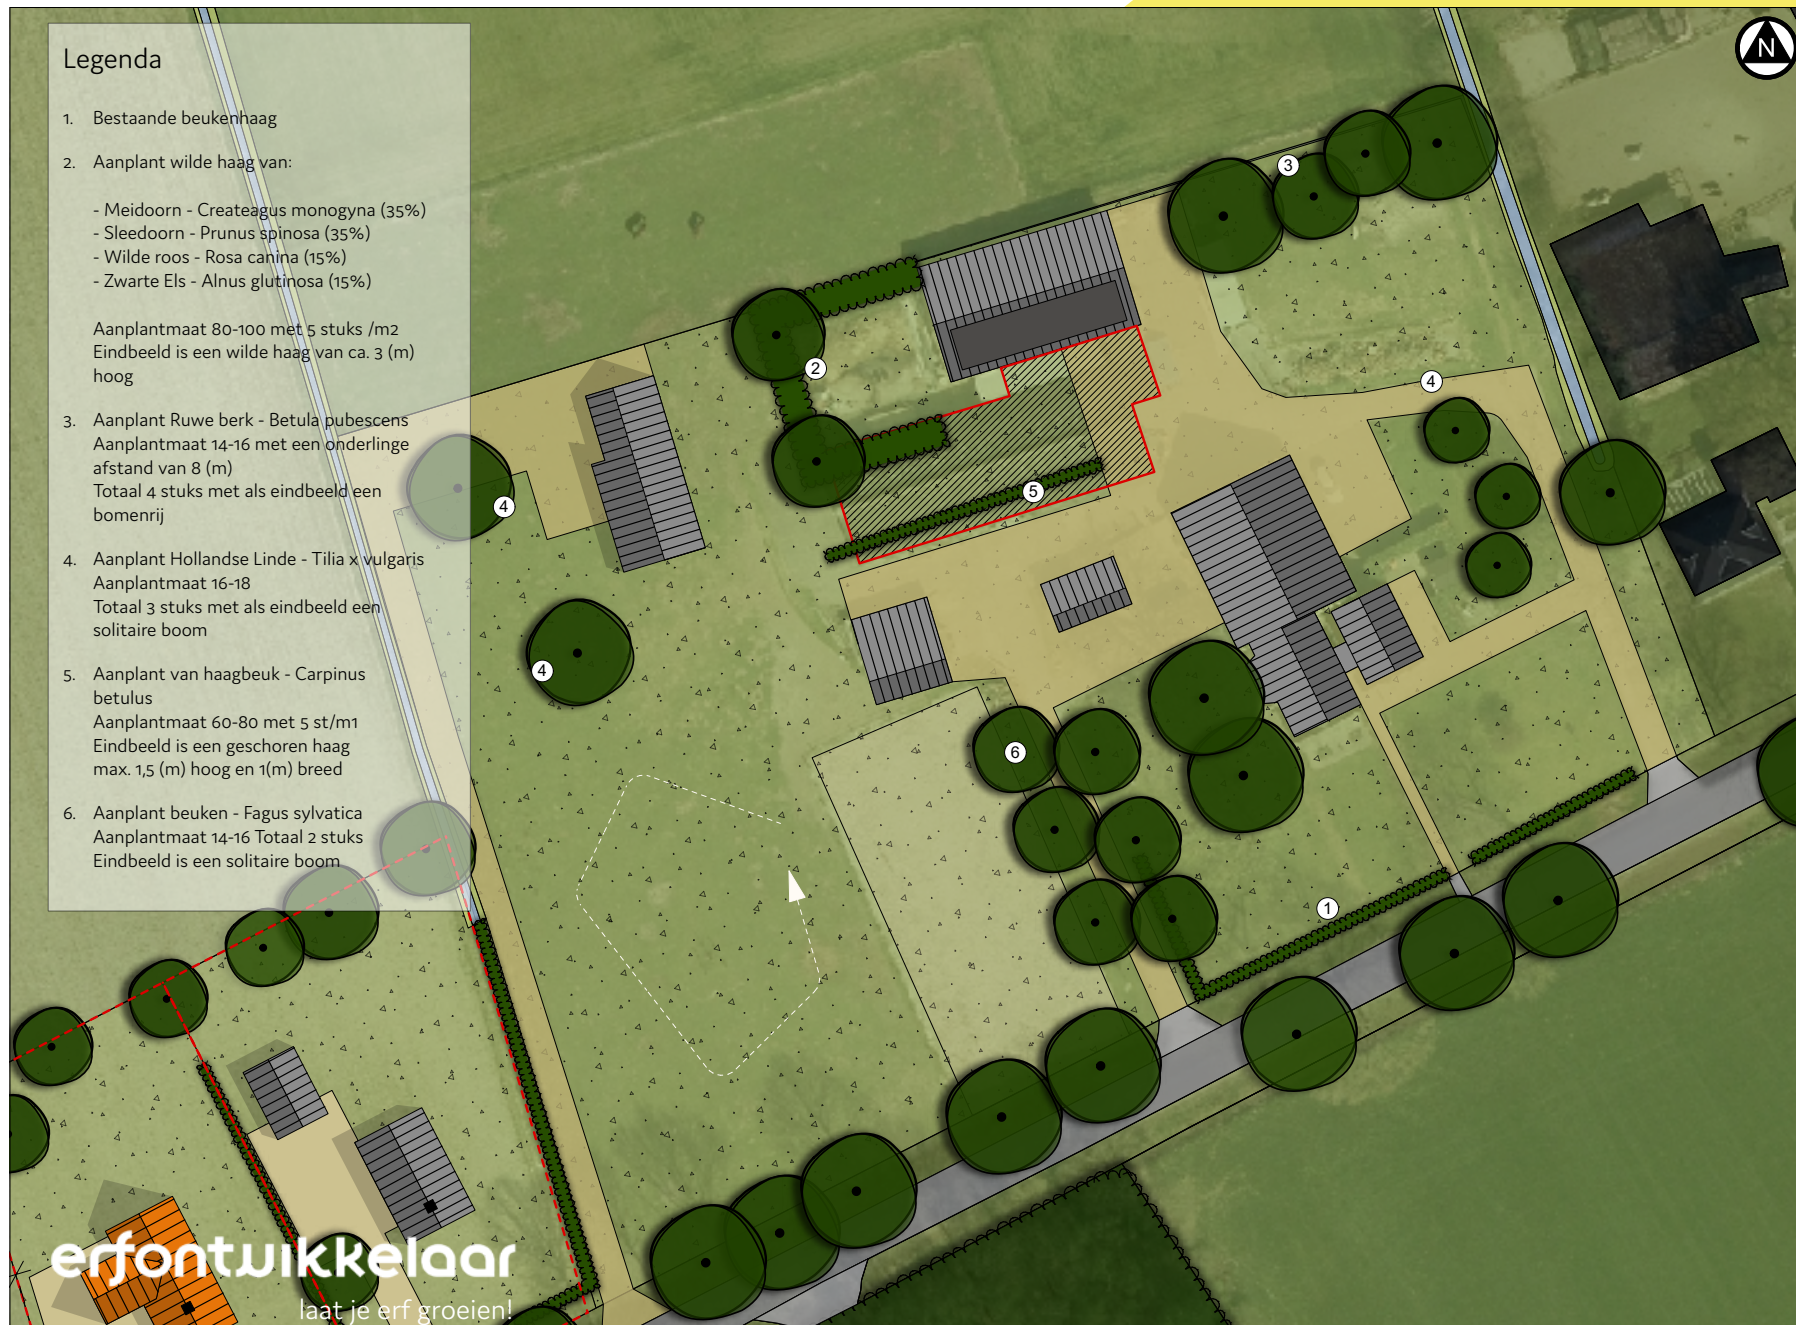 Legenda
1. Bestaande beukenhaag
2. Aanplant wilde haag van:
- Meidoorn - Createagus monogyna (35%)
- Sleedoorn - Prunus spinosa (35%)
- Wilde roos - Rosa canina (15%)
- Zwarte Els - Alnus glutinosa (15%)
Aanplantmaat 80-100 met 5 stuks /m2
Eindbeeld is een wilde haag van ca. 3 (m)
hoog
3. Aanplant Ruwe berk - Betula pubescens
Aanplantmaat 14-16 met een onderlinge
afstand van 8 (m)
Totaal 4 stuks met als eindbeeld een
bomenrij
4. Aanplant Hollandse Linde - Tilia x vulgaris
Aanplantmaat 16-18
Totaal 3 stuks met als eindbeeld een
solitaire boom
5. Aanplant van haagbeuk - Carpinus
betulus
Aanplantmaat 60-80 met 5 st/m1
Eindbeeld is een geschoren haag
max. 1,5 (m) hoog en 1(m) breed
6. Aanplant beuken - Fagus sylvatica
Aanplantmaat 14-16 Totaal 2 stuks
Eindbeeld is een solitaire boom
N
3
2
4
5
4
4
6
1
erfontwikkelaar
laat je erf groeien!